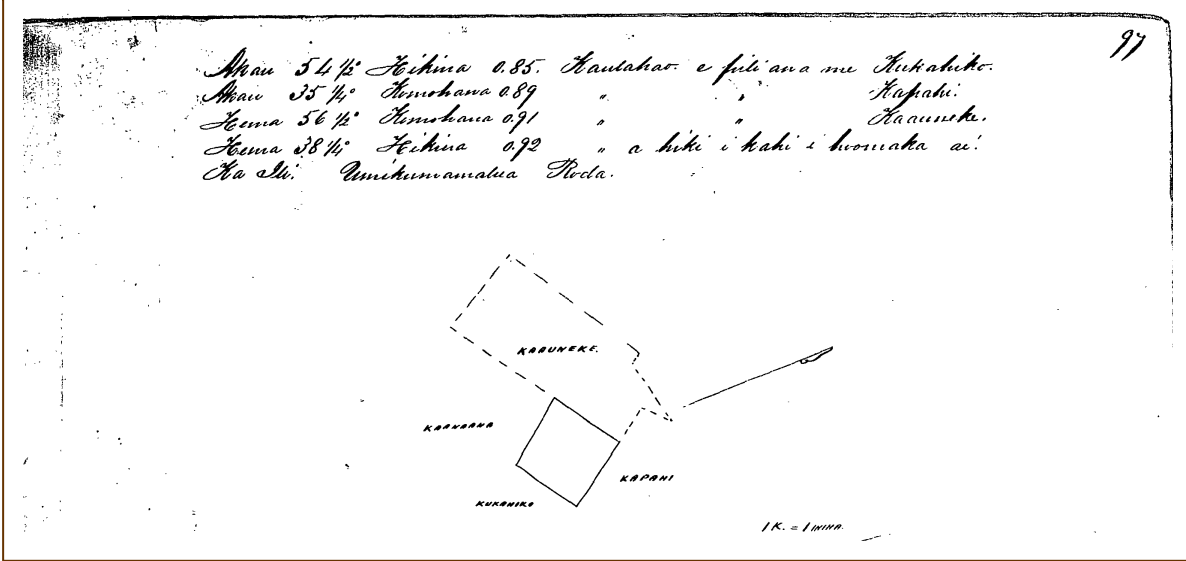 97
Akau 54 1/2° Hikina 0.85. Kaulahao. e pili ana me Kukahiko.
Akau 35 1/4° Komohana 0.89 " " Kapahi.
Hema 56 1/2° Komohana 0.91 " " Kaauneke.
Hema 38 1/4° Hikina 0.92 " a hiki i kahi i hoomaka ai.
Ka Ili. Umikumamalua Roda.
KAAUNEKE.
KAANAANA
KAPAHI
KUKAHIKO
1 K. = 1 ININA.